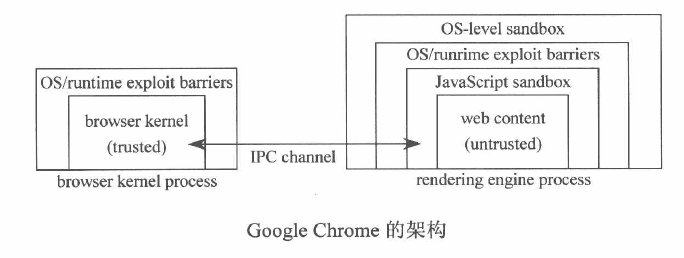 OS-level sandbox
OS/runrime exploit barriers
OS/runtime exploit barriers
JavaScript sandbox
browser kernel
(trusted)
web content
(untrusted)
IPC channel
browser kernel process
rendering engine process
Google Chrome 的架构